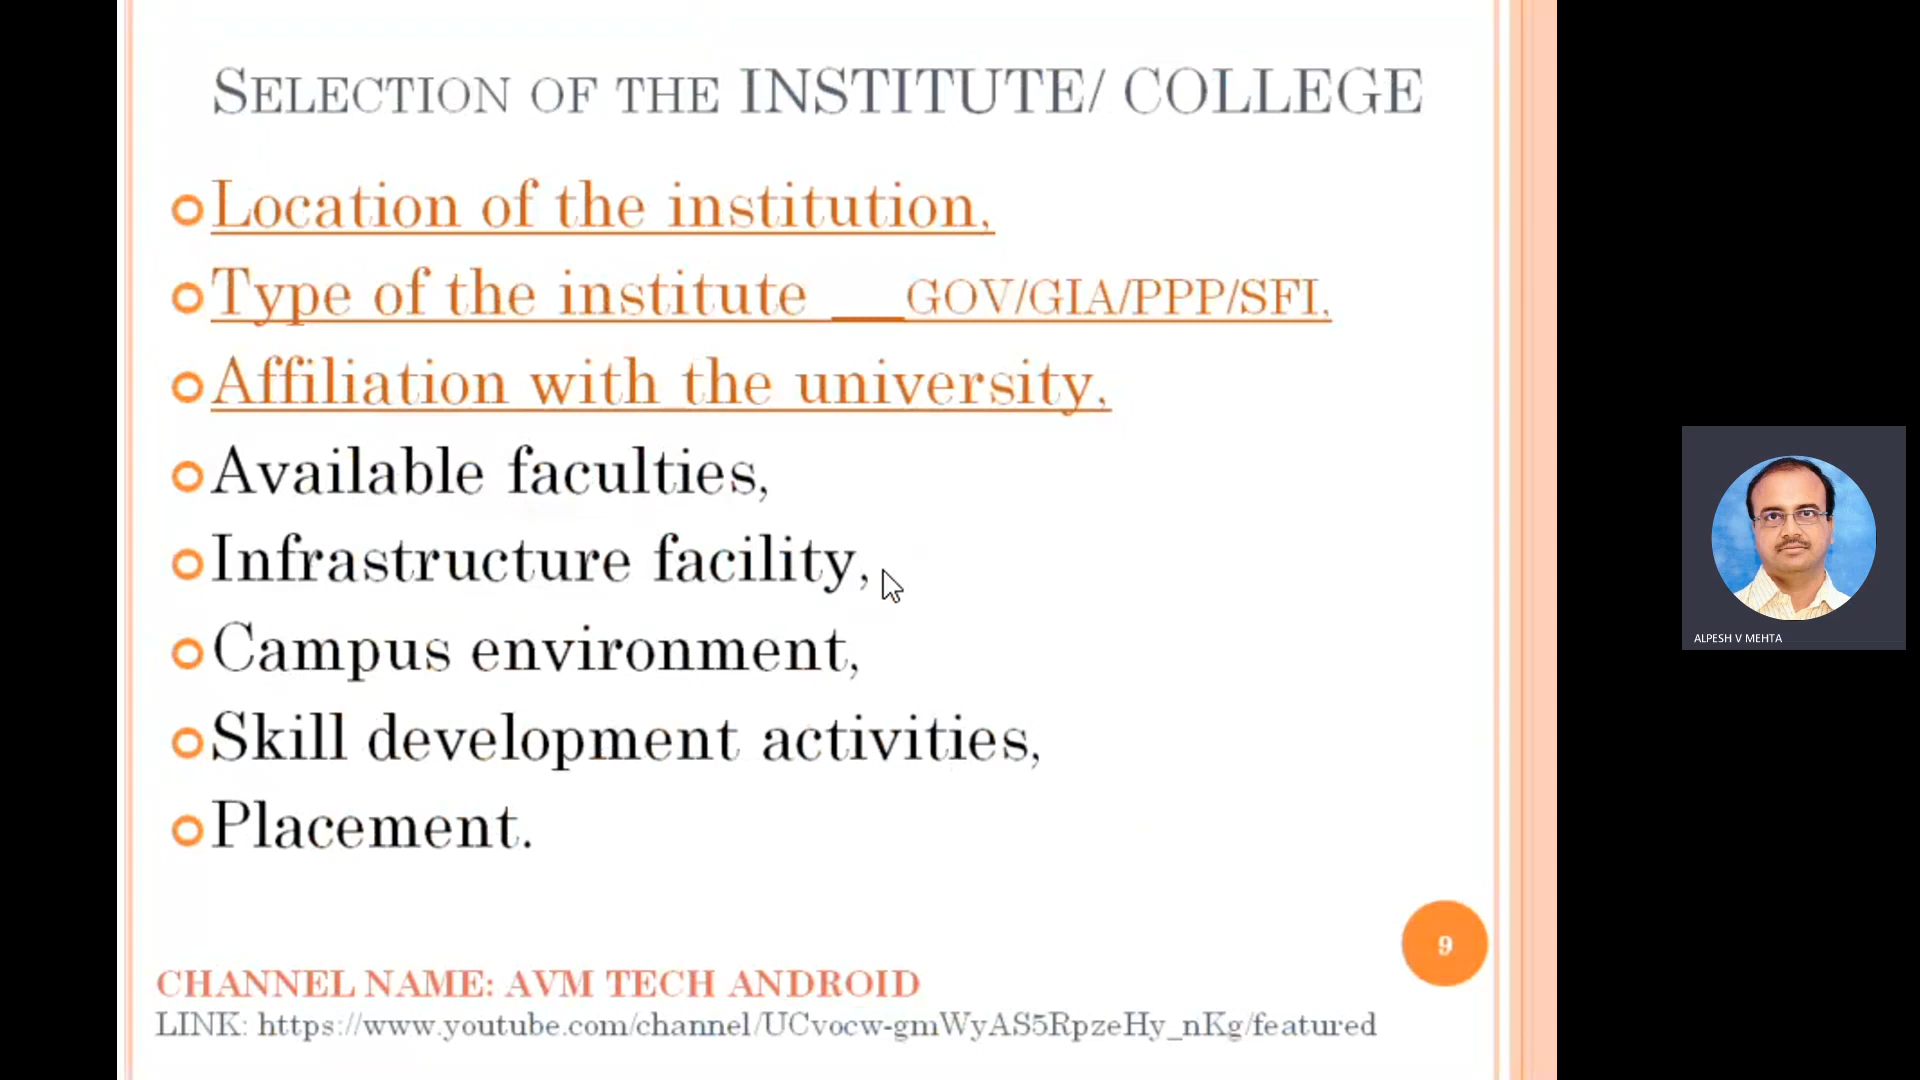 SELECTION OF THE INSTITUTE/ COLLEGE
Location of the institution,
Type of the institute __GOV/GIA/PPP/SFI,
Affiliation with the university,
Available faculties,
Infrastructure facility,
Campus environment,
Skill development activities,
Placement.
9
CHANNEL NAME: AVM TECH ANDROID
LINK: https://www.youtube.com/channel/UCvocw-gmWyAS5RpzeHy_nKg/featured
ALPESH V MEHTA